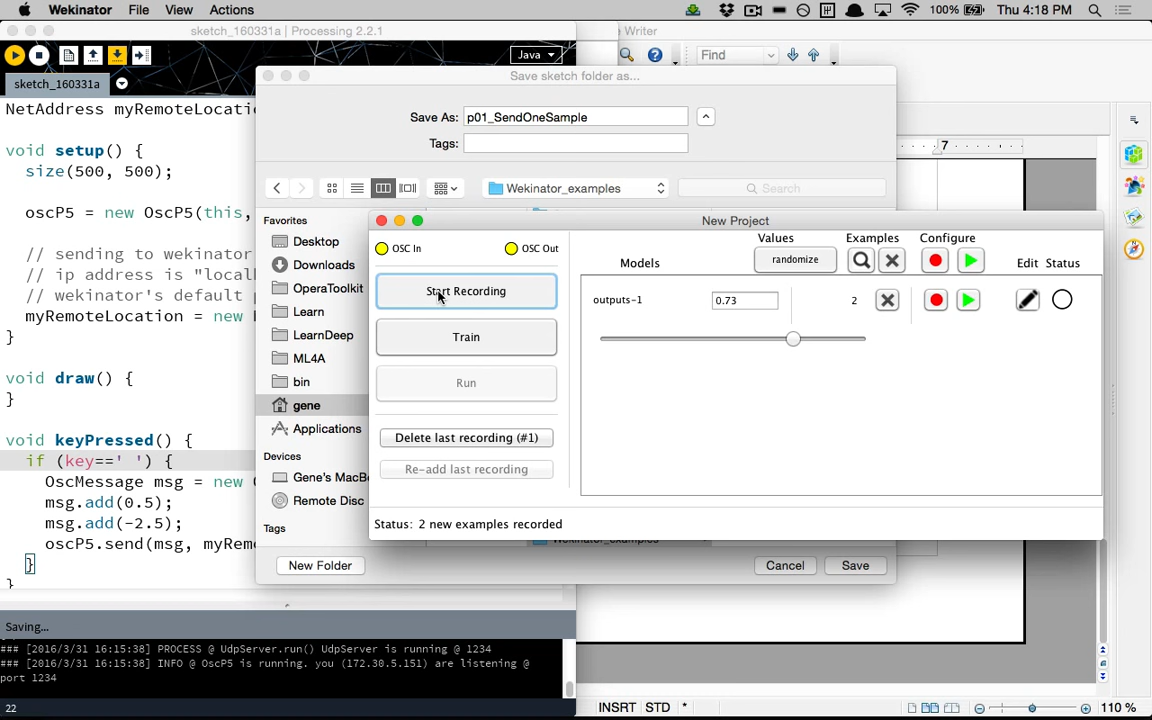 Wekinator File View Actions 100% Thu 4:18 PM
sketch_160331a | Processing 2.2.1
Writer
Java
Find
sketch_160331a
Save sketch folder as...
Save As: p01_SendOneSample
Tags:
Wekinator_examples
Search
NetAddress myRemoteLocati
void setup() {
size(500, 500);
oscP5 = new OscP5(this,
// sending to wekinator
// ip address is "local
// wekinator's default p
myRemoteLocation = new
}
void draw() {
}
void keyPressed() {
if (key==' ') {
OscMessage msg = new
msg.add(0.5);
msg.add(-2.5);
oscP5.send(msg, myRem
}
}
Favorites
Desktop
Downloads
OperaToolkit
Learn
LearnDeep
ML4A
bin
gene
Applications
Devices
Gene's MacB
Remote Disc
Tags
7
New Project
OSC In OSC Out
Start Recording
Train
Run
Delete last recording (#1)
Re-add last recording
Status: 2 new examples recorded
Values Examples Configure
Models randomize Edit Status
outputs-1 0.73 2
Wekinator_examples
New Folder Cancel Save
Saving...
### [2016/3/31 16:15:38] PROCESS @ UdpServer.run() UdpServer is running @ 1234
### [2016/3/31 16:15:38] INFO @ OscP5 is running. you (172.30.5.151) are listening @
port 1234
22
INSRT STD * 110 %